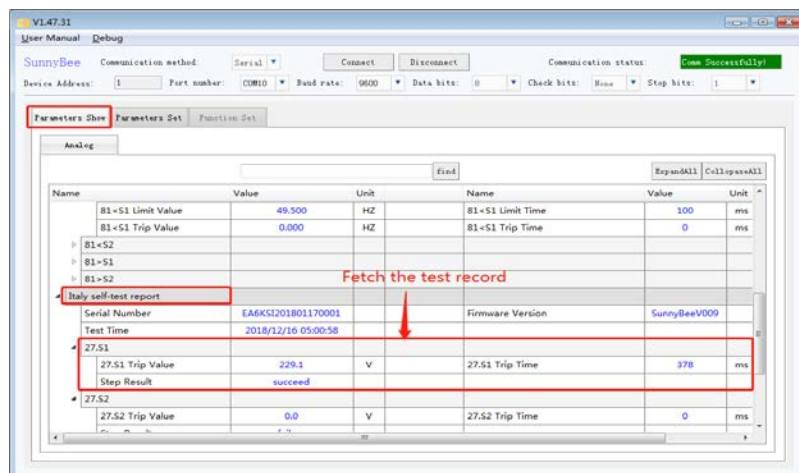 V1.47.31
User Manual Debug
SunnyBee Communication method: Serial Connect Disconnect Communication status: Comm Successfully!
Device Address: 1 Port number: COM10 Baud rate: 9600 Data bits: 8 Check bits: None Stop bits: 1
Parameters Show Parameters Set Function Set
Analog
find ExpandAll CollapaseAll
Name Value Unit Name Value Unit
81<S1 Limit Value 49.500 HZ 81<S1 Limit Time 100 ms
81<S1 Trip Value 0.000 HZ 81<S1 Trip Time 0 ms
81<S2
81>S1
81>S2
Fetch the test record
Italy self-test report
Serial Number EA6KSI201801170001 Firmware Version SunnyBeeV009
Test Time 2018/12/16 05:00:58
27.S1
27.S1 Trip Value 229.1 V 27.S1 Trip Time 378 ms
Step Result succeed
27.S2
27.S2 Trip Value 0.0 V 27.S2 Trip Time 0 ms